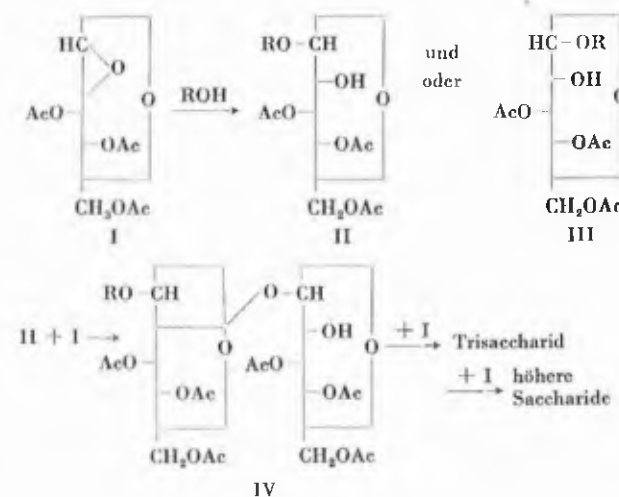 HC RO–CH und HC–OR
O –OH oder –OH
AcO– O ROH O AcO– O
–OAc AcO– –OAc –OAc
CH₂OAc CH₂OAc CH₂OAc
I II III
RO–CH O–CH
–OH + I
II + I O O Trisaccharid
AcO– AcO– + I höhere
–OAc –OAc Saccharide
CH₂OAc CH₂OAc
IV